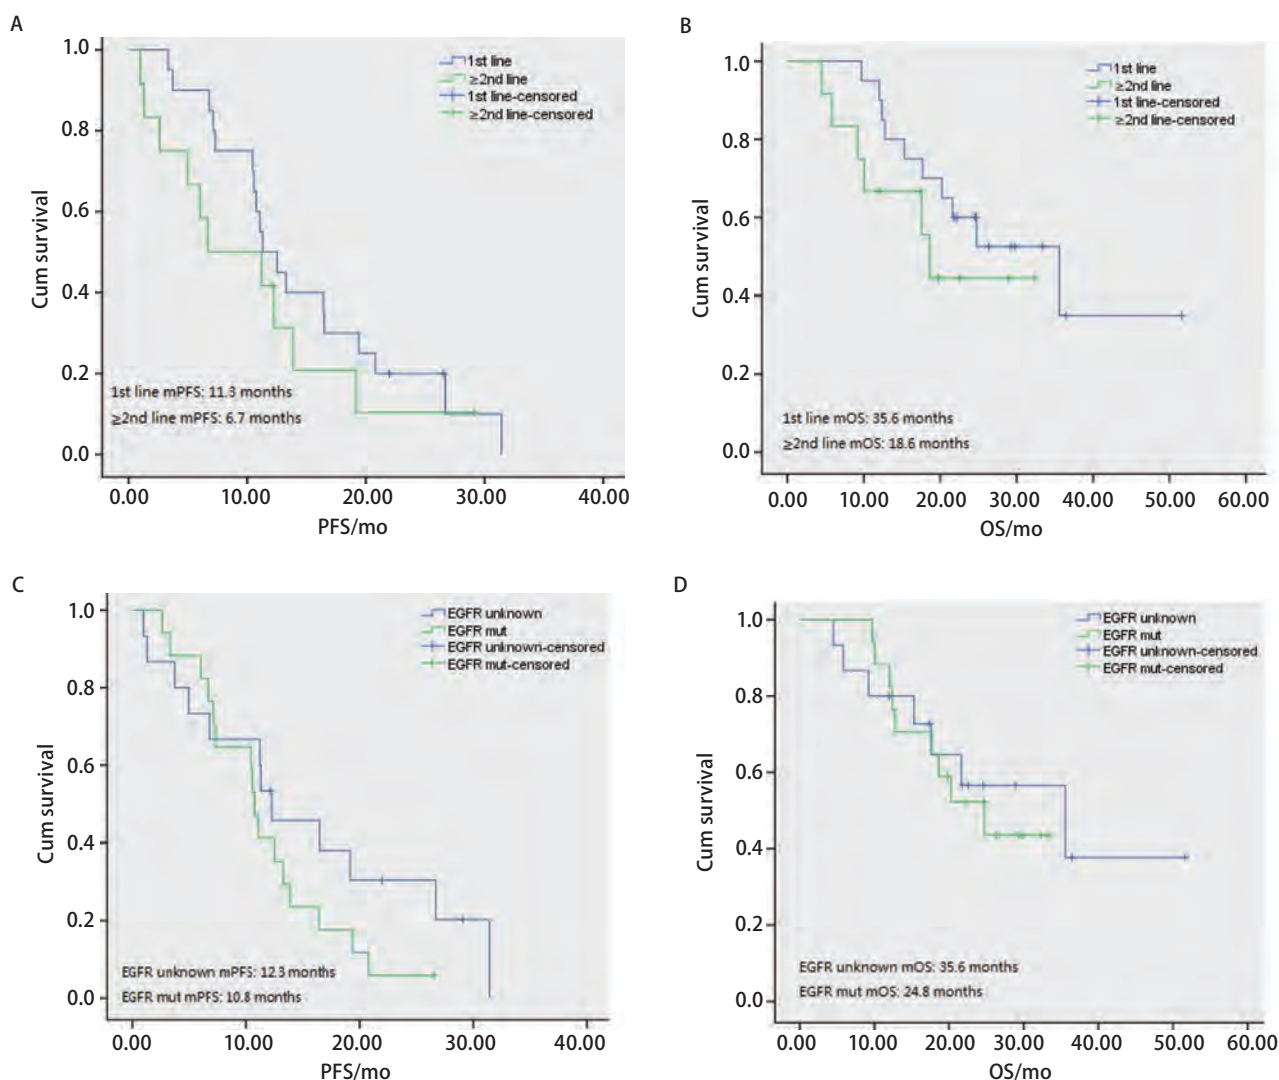 A
1st line
≥2nd line
1st line-censored
≥2nd line-censored
1.0
0.8
0.6
0.4
0.2
0.0
Cum survival
1st line mPFS: 11.3 months
≥2nd line mPFS: 6.7 months
0.00 10.00 20.00 30.00 40.00
PFS/mo
B
1st line
≥2nd line
1st line-censored
≥2nd line-censored
1.0
0.8
0.6
0.4
0.2
0.0
Cum survival
1st line mOS: 35.6 months
≥2nd line mOS: 18.6 months
0.00 10.00 20.00 30.00 40.00 50.00 60.00
OS/mo
C
EGFR unknown
EGFR mut
EGFR unknown-censored
EGFR mut-censored
1.0
0.8
0.6
0.4
0.2
0.0
Cum survival
EGFR unknown mPFS: 12.3 months
EGFR mut mPFS: 10.8 months
0.00 10.00 20.00 30.00 40.00
PFS/mo
D
EGFR unknown
EGFR mut
EGFR unknown-censored
EGFR mut-censored
1.0
0.8
0.6
0.4
0.2
0.0
Cum survival
EGFR unknown mOS: 35.6 months
EGFR mut mOS: 24.8 months
0.00 10.00 20.00 30.00 40.00 50.00 60.00
OS/mo